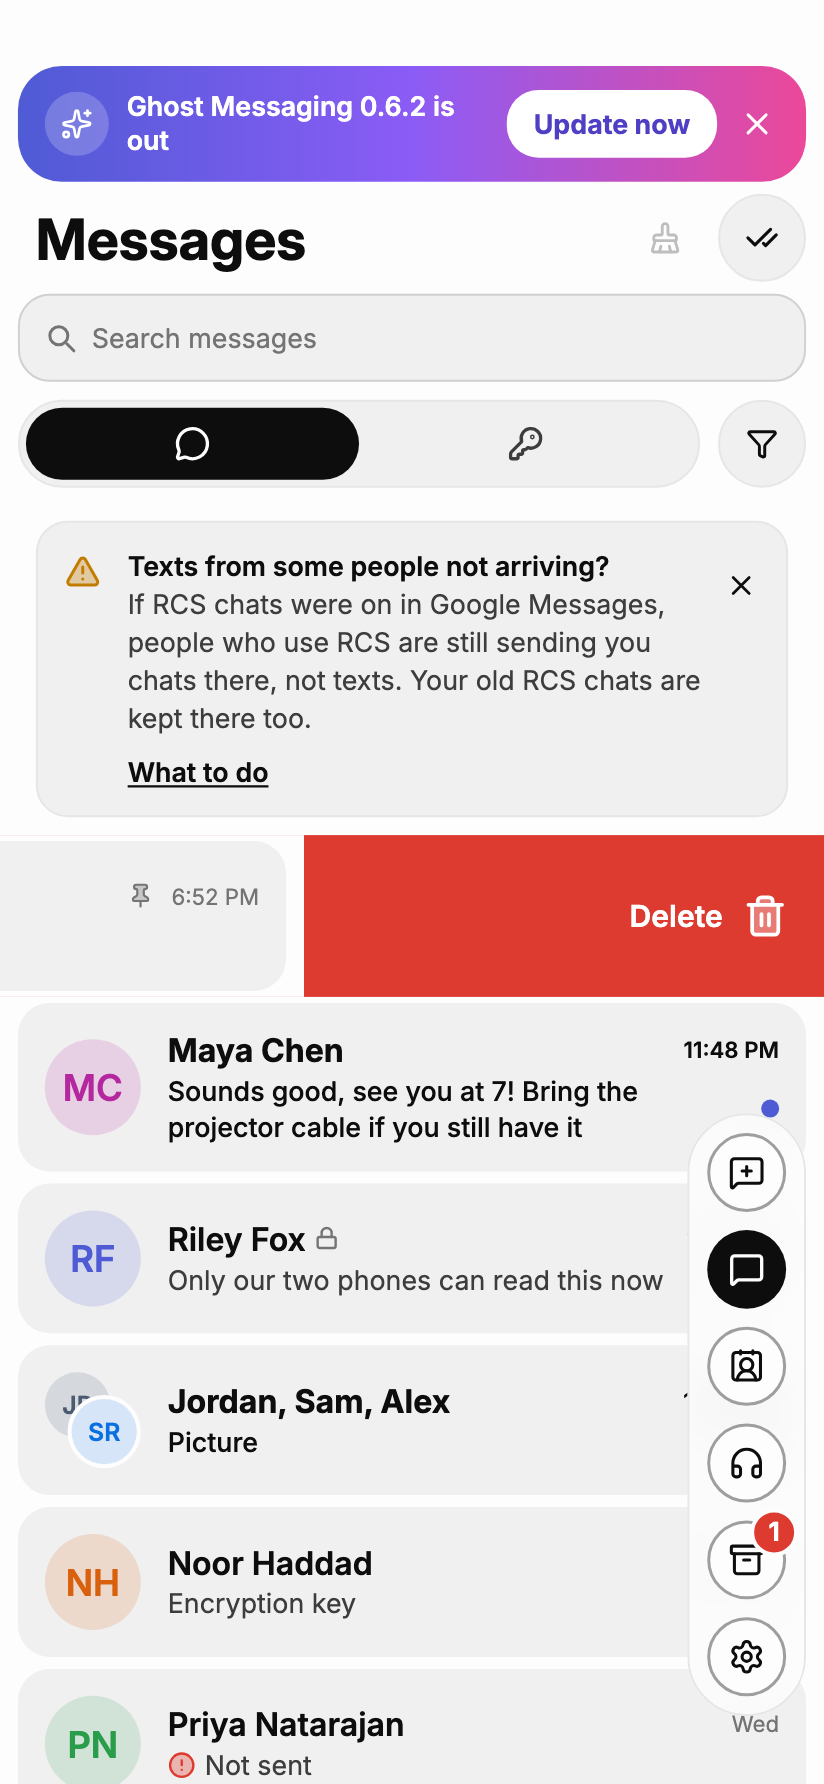 Ghost Messaging 0.6.2 is
out
Update now
Messages
Search messages
Texts from some people not arriving?
If RCS chats were on in Google Messages,
people who use RCS are still sending you
chats there, not texts. Your old RCS chats are
kept there too.
What to do
6:52 PM
Delete
MC
Maya Chen
11:48 PM
Sounds good, see you at 7! Bring the
projector cable if you still have it
RF
Riley Fox
Only our two phones can read this now
SR
Jordan, Sam, Alex
Picture
1
NH
Noor Haddad
Encryption key
PN
Priya Natarajan
Wed
Not sent